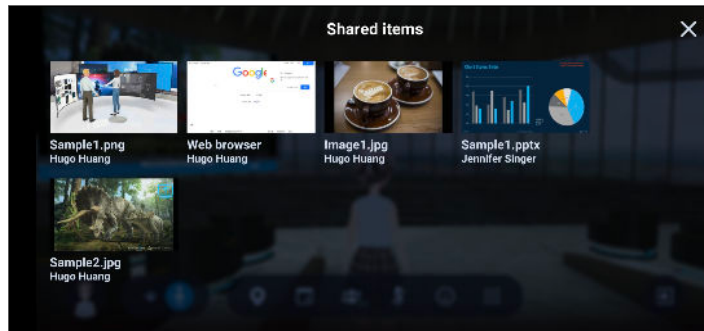 Shared items
Sample1.png
Hugo Huang
Google
Web browser
Hugo Huang
Image1.jpg
Hugo Huang
Sample1.pptx
Jennifer Singer
Sample2.jpg
Hugo Huang